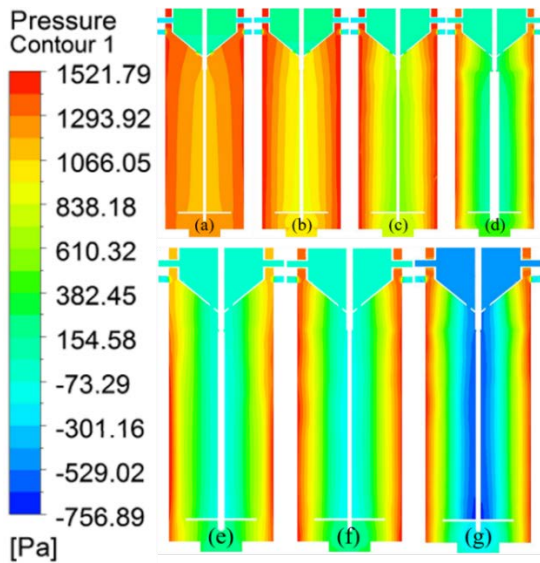 Pressure
Contour 1
1521.79
1293.92
1066.05
838.18
610.32
382.45
154.58
-73.29
-301.16
-529.02
-756.89
[Pa]
(a) (b) (c) (d)
(e) (f) (g)